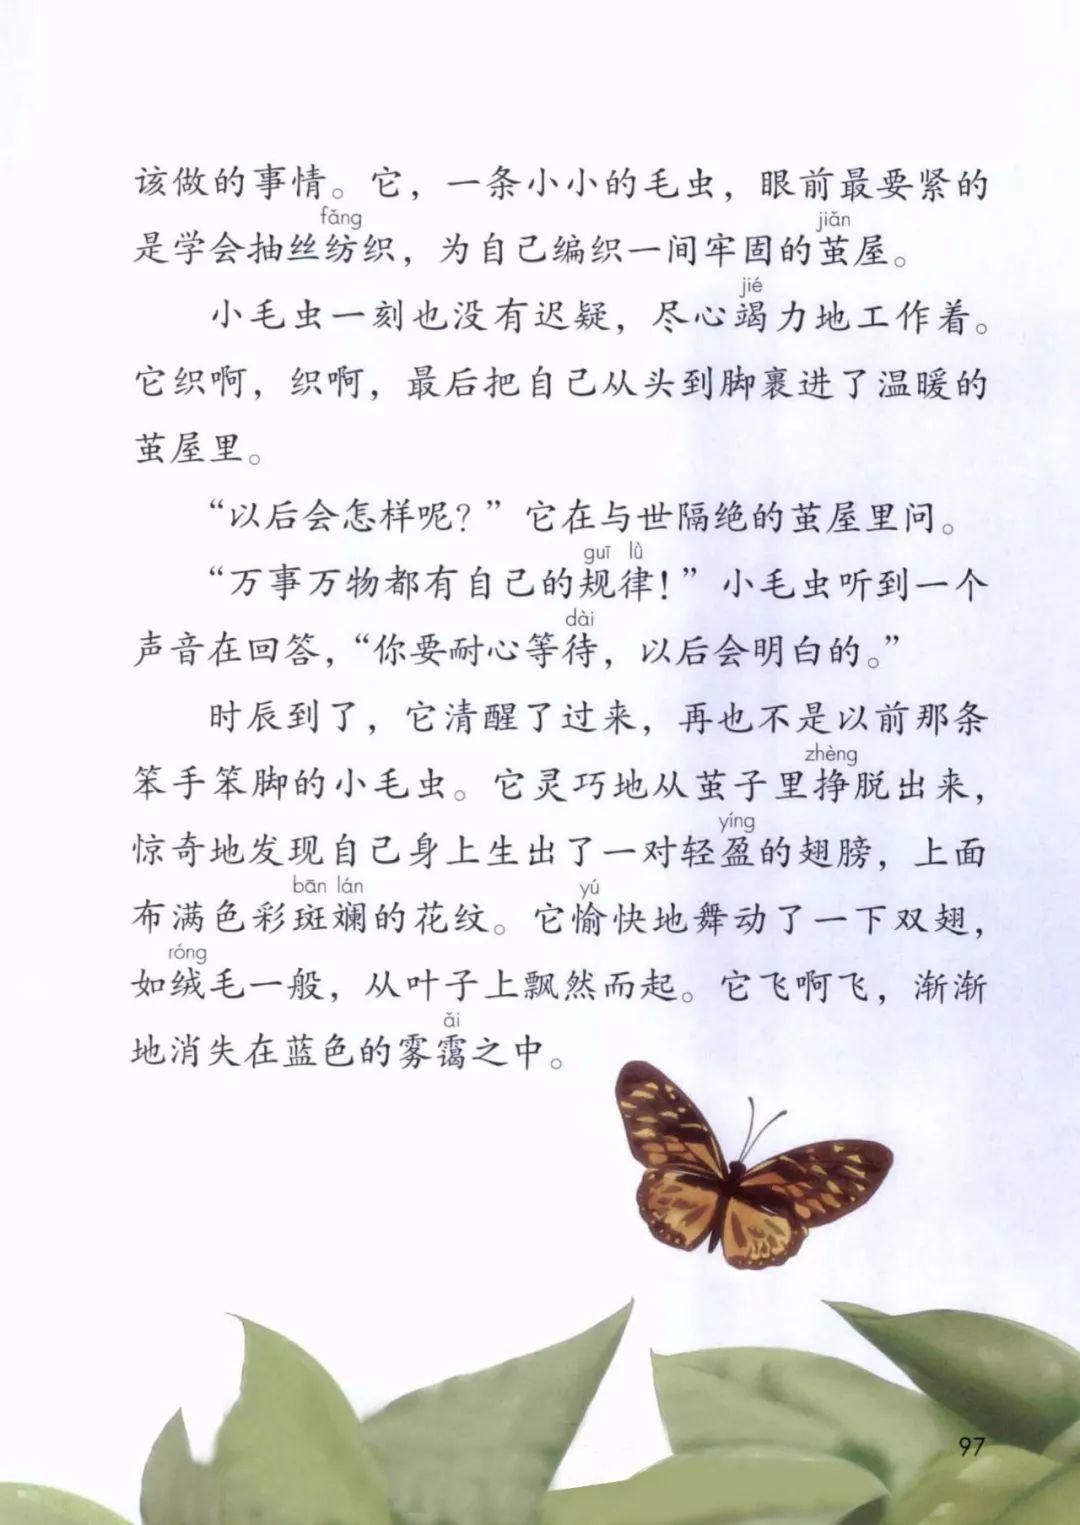 该做的事情。它，一条小小的毛虫，眼前最要紧的
fǎng jiǎn
是学会抽丝纺织，为自己编织一间牢固的茧屋。
jié
小毛虫一刻也没有迟疑，尽心竭力地工作着。
它织啊，织啊，最后把自己从头到脚裹进了温暖的
茧屋里。
“以后会怎样呢？”它在与世隔绝的茧屋里问。
guī lǜ
“万事万物都有自己的规律！”小毛虫听到一个
dài
声音在回答，“你要耐心等待，以后会明白的。”
时辰到了，它清醒了过来，再也不是以前那条
zhèng
笨手笨脚的小毛虫。它灵巧地从茧子里挣脱出来，
yíng
惊奇地发现自己身上生出了一对轻盈的翅膀，上面
bān lán yú
布满色彩斑斓的花纹。它愉快地舞动了一下双翅，
róng
如绒毛一般，从叶子上飘然而起。它飞啊飞，渐渐
ǎi
地消失在蓝色的雾霭之中。
97